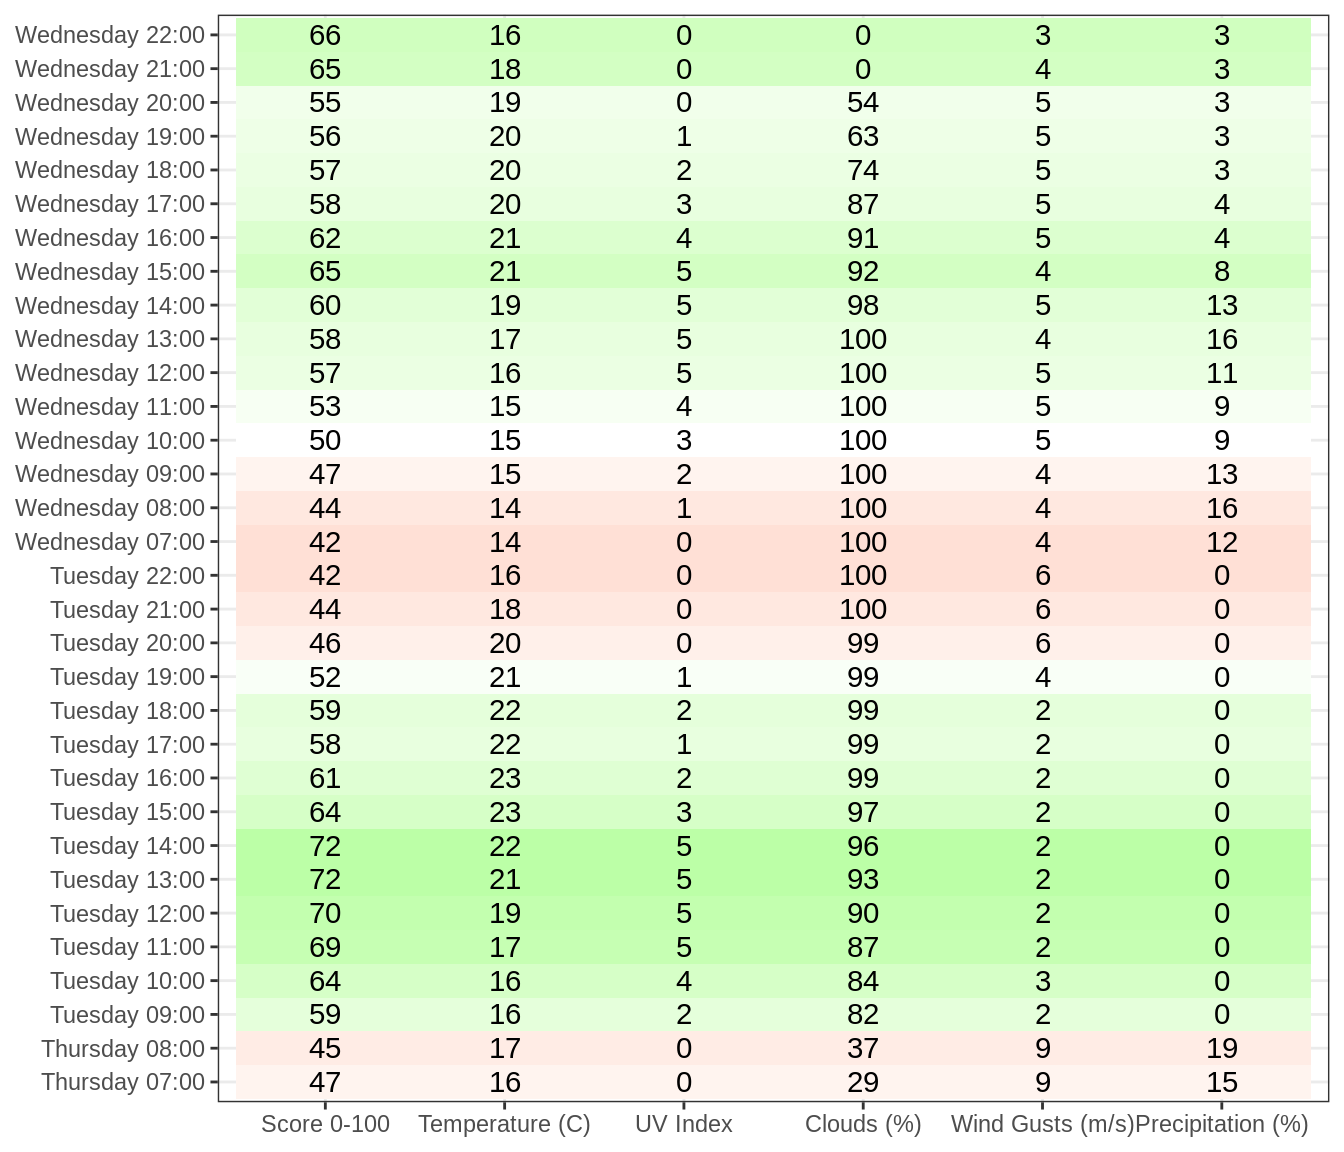 Wednesday 22:00 66 16 0 0 3 3
Wednesday 21:00 65 18 0 0 4 3
Wednesday 20:00 55 19 0 54 5 3
Wednesday 19:00 56 20 1 63 5 3
Wednesday 18:00 57 20 2 74 5 3
Wednesday 17:00 58 20 3 87 5 4
Wednesday 16:00 62 21 4 91 5 4
Wednesday 15:00 65 21 5 92 4 8
Wednesday 14:00 60 19 5 98 5 13
Wednesday 13:00 58 17 5 100 4 16
Wednesday 12:00 57 16 5 100 5 11
Wednesday 11:00 53 15 4 100 5 9
Wednesday 10:00 50 15 3 100 5 9
Wednesday 09:00 47 15 2 100 4 13
Wednesday 08:00 44 14 1 100 4 16
Wednesday 07:00 42 14 0 100 4 12
Tuesday 22:00 42 16 0 100 6 0
Tuesday 21:00 44 18 0 100 6 0
Tuesday 20:00 46 20 0 99 6 0
Tuesday 19:00 52 21 1 99 4 0
Tuesday 18:00 59 22 2 99 2 0
Tuesday 17:00 58 22 1 99 2 0
Tuesday 16:00 61 23 2 99 2 0
Tuesday 15:00 64 23 3 97 2 0
Tuesday 14:00 72 22 5 96 2 0
Tuesday 13:00 72 21 5 93 2 0
Tuesday 12:00 70 19 5 90 2 0
Tuesday 11:00 69 17 5 87 2 0
Tuesday 10:00 64 16 4 84 3 0
Tuesday 09:00 59 16 2 82 2 0
Thursday 08:00 45 17 0 37 9 19
Thursday 07:00 47 16 0 29 9 15
Score 0-100 Temperature (C) UV Index Clouds (%) Wind Gusts (m/s) Precipitation (%)